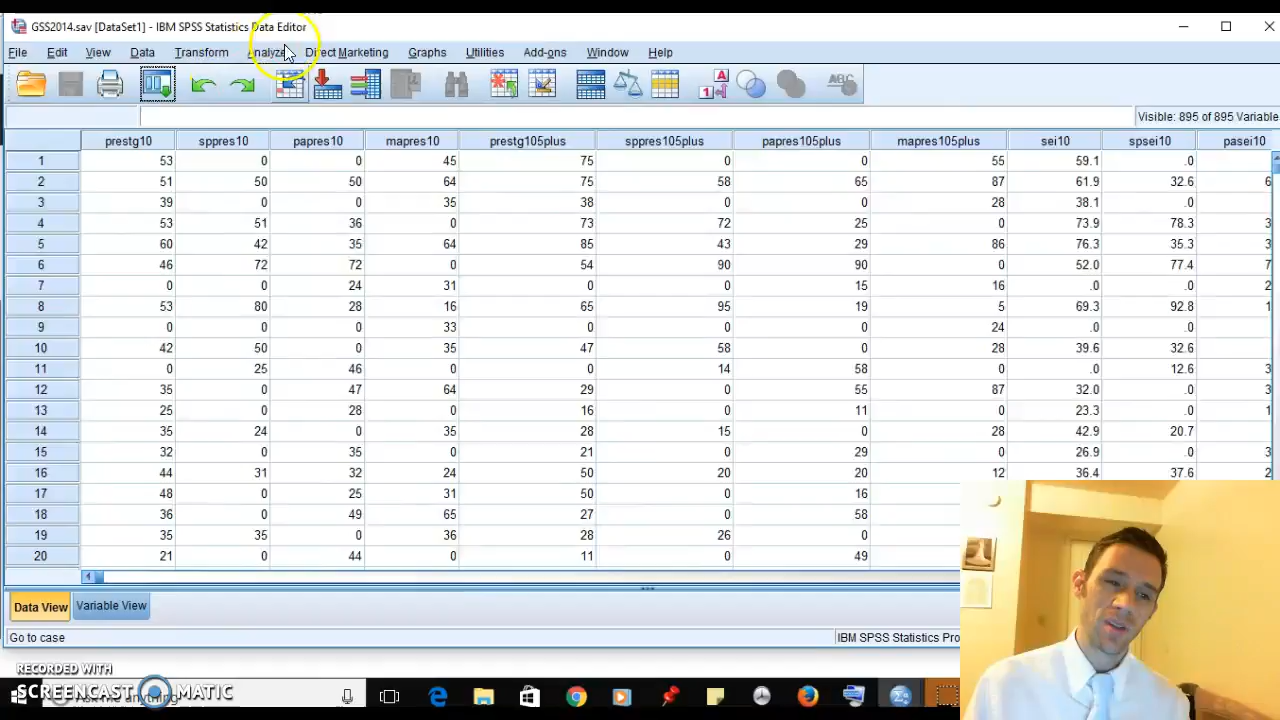 GSS2014.sav [DataSet1] - IBM SPSS Statistics Data Editor
File Edit View Data Transform Analyze Direct Marketing Graphs Utilities Add-ons Window Help
A
1
ABC
Visible: 895 of 895 Variable
prestg10 sppres10 papres10 mapres10 prestg105plus sppres105plus papres105plus mapres105plus sei10 spsei10 pasei10
1 53 0 0 45 75 0 0 55 59.1 .0
2 51 50 50 64 75 58 65 87 61.9 32.6 6
3 39 0 0 35 38 0 0 28 38.1 .0
4 53 51 36 0 73 72 25 0 73.9 78.3 3
5 60 42 35 64 85 43 29 86 76.3 35.3 3
6 46 72 72 0 54 90 90 0 52.0 77.4 7
7 0 0 24 31 0 0 15 16 .0 .0 2
8 53 80 28 16 65 95 19 5 69.3 92.8 1
9 0 0 0 33 0 0 0 24 .0 .0
10 42 50 0 35 47 58 0 28 39.6 32.6
11 0 25 46 0 0 14 58 0 .0 12.6 3
12 35 0 47 64 29 0 55 87 32.0 .0 3
13 25 0 28 0 16 0 11 0 23.3 .0 1
14 35 24 0 35 28 15 0 28 42.9 20.7
15 32 0 35 0 21 0 29 0 26.9 .0 3
16 44 31 32 24 50 20 20 12 36.4 37.6 2
17 48 0 25 31 50 0 16
18 36 0 49 65 27 0 58
19 35 35 0 36 28 26 0
20 21 0 44 0 11 0 49
Data View Variable View
Go to case IBM SPSS Statistics Pro
RECORDED WITH
SCREENCAST MATIC